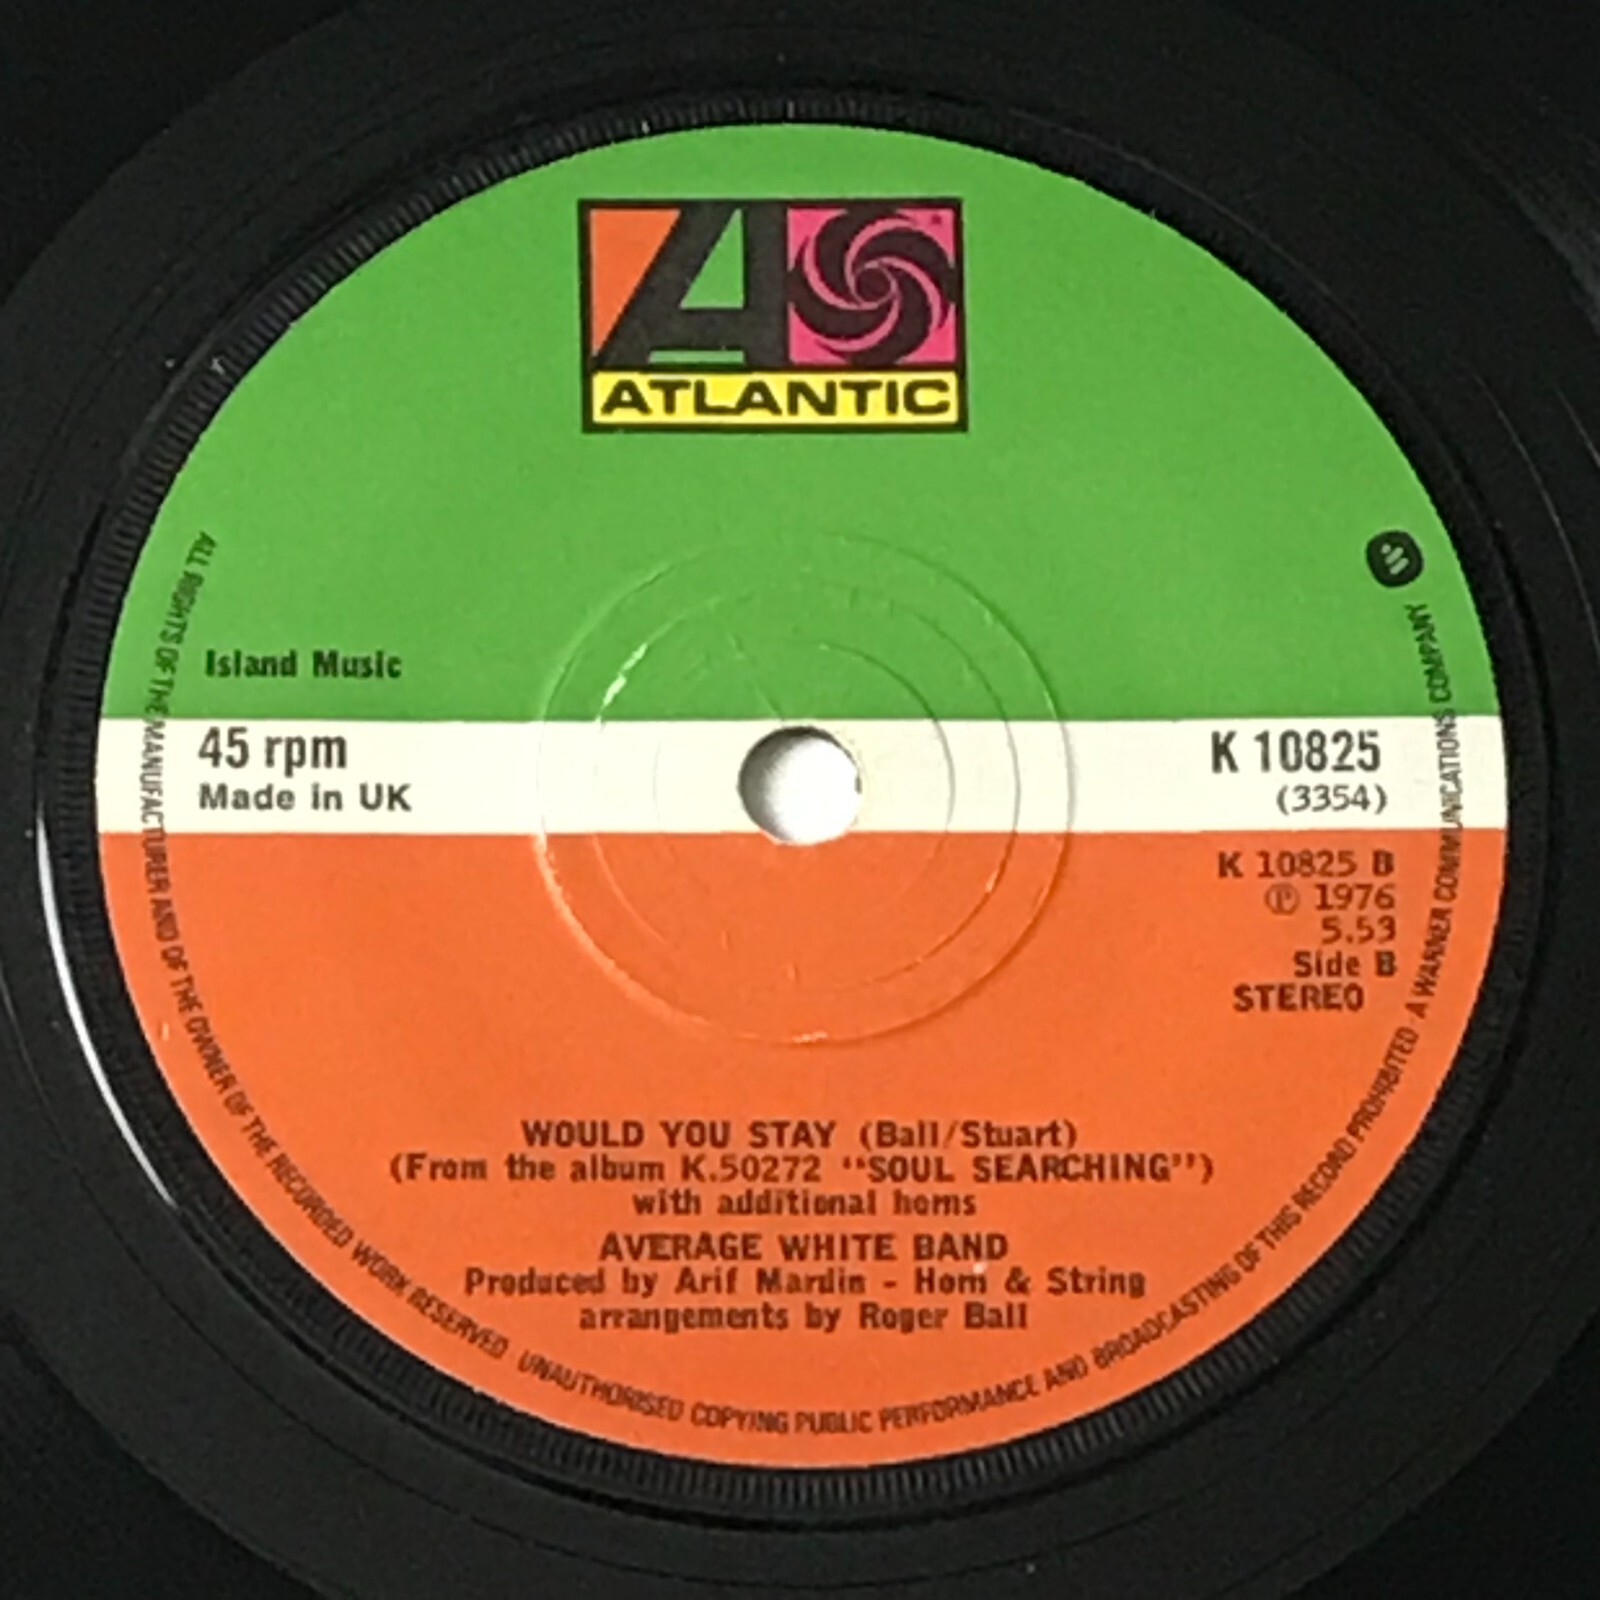 ATLANTIC
Island Music
45 rpm
Made in UK
K 10825
(3354)
K 10825 B
℗ 1976
5.53
Side B
STEREO
WOULD YOU STAY (Ball/Stuart)
(From the album K.50272 "SOUL SEARCHING")
with additional horns
AVERAGE WHITE BAND
Produced by Arif Mardin - Horn & String
arrangements by Roger Ball
ALL RIGHTS OF THE MANUFACTURER AND OF THE OWNER OF THE RECORDED WORK RESERVED UNAUTHORISED COPYING PUBLIC PERFORMANCE AND BROADCASTING OF THIS RECORD PROHIBITED · A WARNER COMMUNICATIONS COMPANY